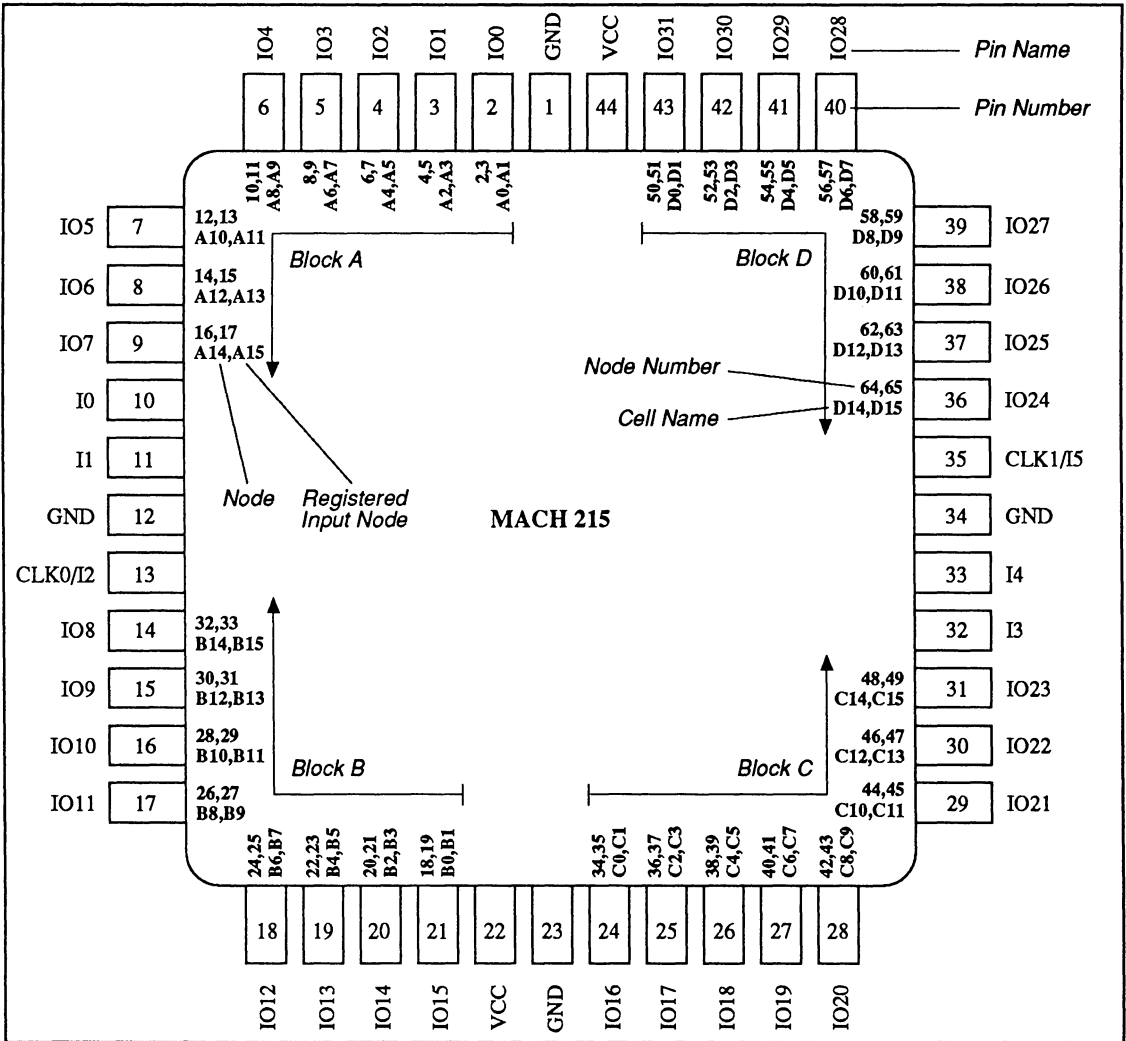 IO4 IO3 IO2 IO1 IO0 GND VCC IO31 IO30 IO29 IO28 Pin Name
6 5 4 3 2 1 44 43 42 41 40 Pin Number
10,11 8,9 6,7 4,5 2,3 50,51 52,53 54,55 56,57
A8,A9 A6,A7 A4,A5 A2,A3 A0,A1 D0,D1 D2,D3 D4,D5 D6,D7
IO5 7 12,13 58,59 39 IO27
A10,A11 D8,D9
Block A Block D
IO6 8 14,15 60,61 38 IO26
A12,A13 D10,D11
IO7 9 16,17 62,63 37 IO25
A14,A15 D12,D13
Node Number
I0 10 64,65 36 IO24
Cell Name D14,D15
I1 11 35 CLK1/I5
Node Registered
Input Node
GND 12 MACH 215 34 GND
CLK0/I2 13 33 I4
IO8 14 32,33 32 I3
B14,B15
IO9 15 30,31 48,49 31 IO23
B12,B13 C14,C15
IO10 16 28,29 46,47 30 IO22
B10,B11 C12,C13
Block B Block C
IO11 17 26,27 44,45 29 IO21
B8,B9 C10,C11
24,25 22,23 20,21 18,19 34,35 36,37 38,39 40,41 42,43
B6,B7 B4,B5 B2,B3 B0,B1 C0,C1 C2,C3 C4,C5 C6,C7 C8,C9
18 19 20 21 22 23 24 25 26 27 28
IO12 IO13 IO14 IO15 VCC GND IO16 IO17 IO18 IO19 IO20